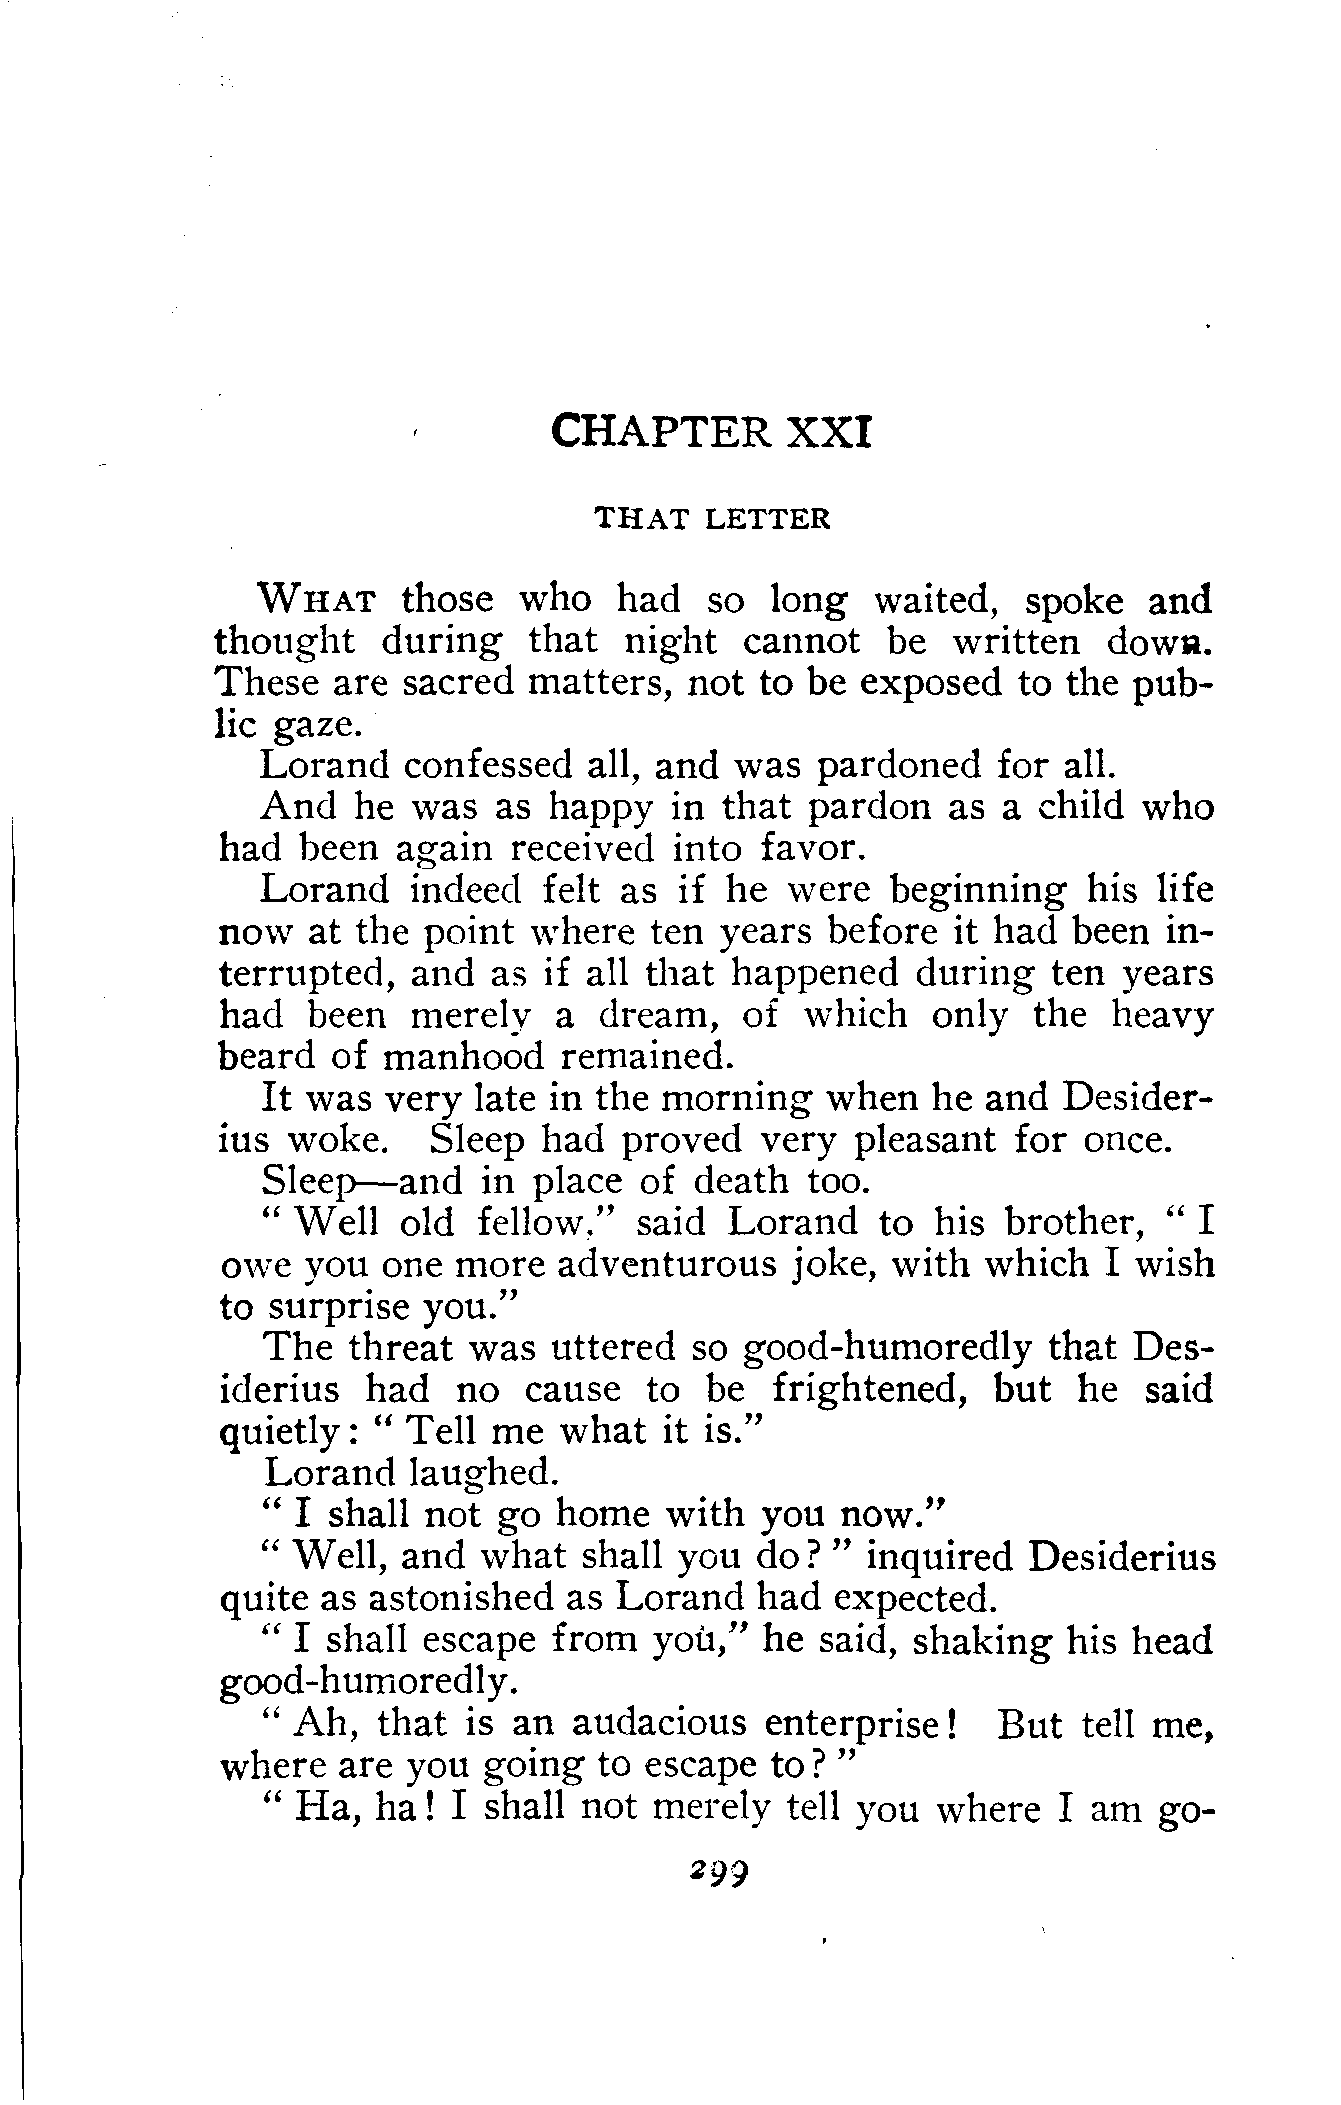 CHAPTER XXI
THAT LETTER
WHAT those who had so long waited, spoke and
thought during that night cannot be written down.
These are sacred matters, not to be exposed to the pub-
lic gaze.
Lorand confessed all, and was pardoned for all.
And he was as happy in that pardon as a child who
had been again received into favor.
Lorand indeed felt as if he were beginning his life
now at the point where ten years before it had been in-
terrupted, and as if all that happened during ten years
had been merely a dream, of which only the heavy
beard of manhood remained.
It was very late in the morning when he and Desider-
ius woke. Sleep had proved very pleasant for once.
Sleep—and in place of death too.
" Well old fellow," said Lorand to his brother, " I
owe you one more adventurous joke, with which I wish
to surprise you."
The threat was uttered so good-humoredly that Des-
iderius had no cause to be frightened, but he said
quietly: " Tell me what it is."
Lorand laughed.
" I shall not go home with you now."
" Well, and what shall you do? " inquired Desiderius
quite as astonished as Lorand had expected.
" I shall escape from you," he said, shaking his head
good-humoredly.
" Ah, that is an audacious enterprise! But tell me,
where are you going to escape to? "
" Ha, ha! I shall not merely tell you where I am go-
299